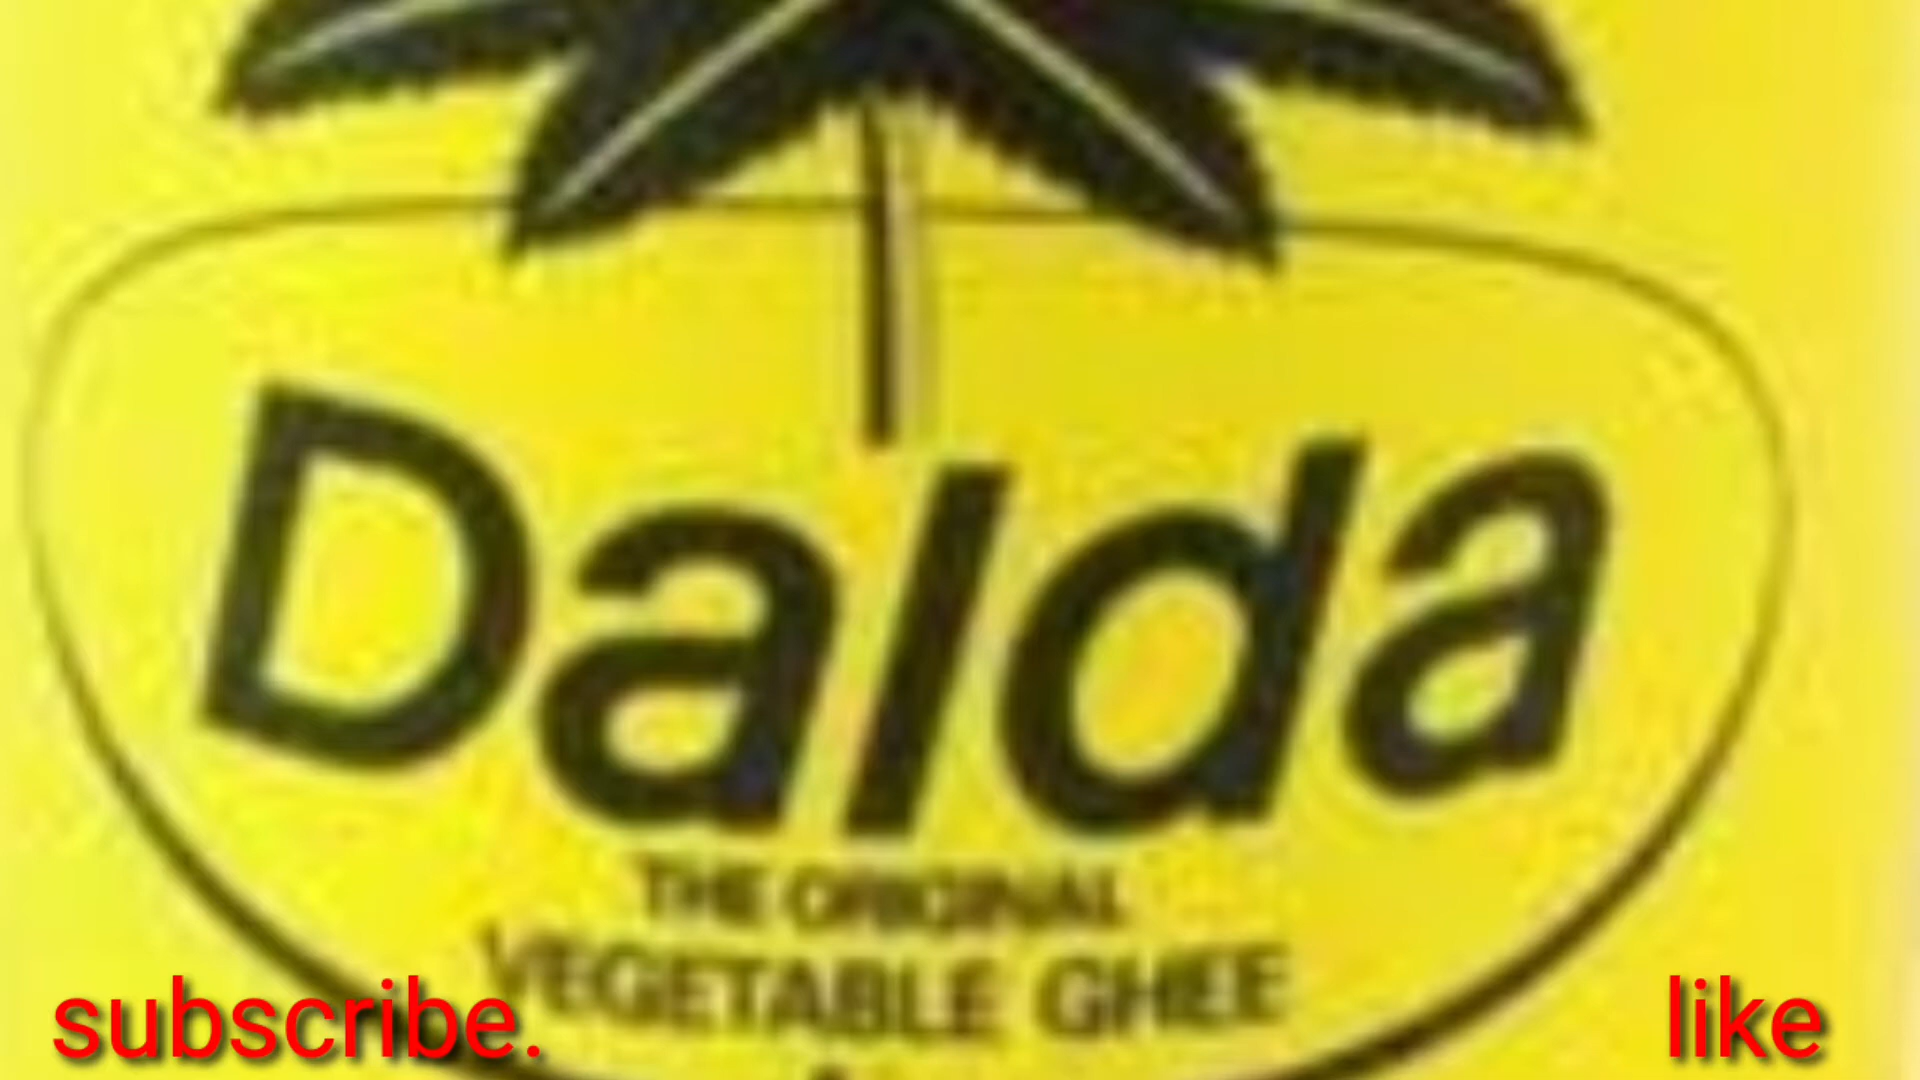 Dalda
THE ORIGINAL
VEGETABLE GHEE
subscribe.
like